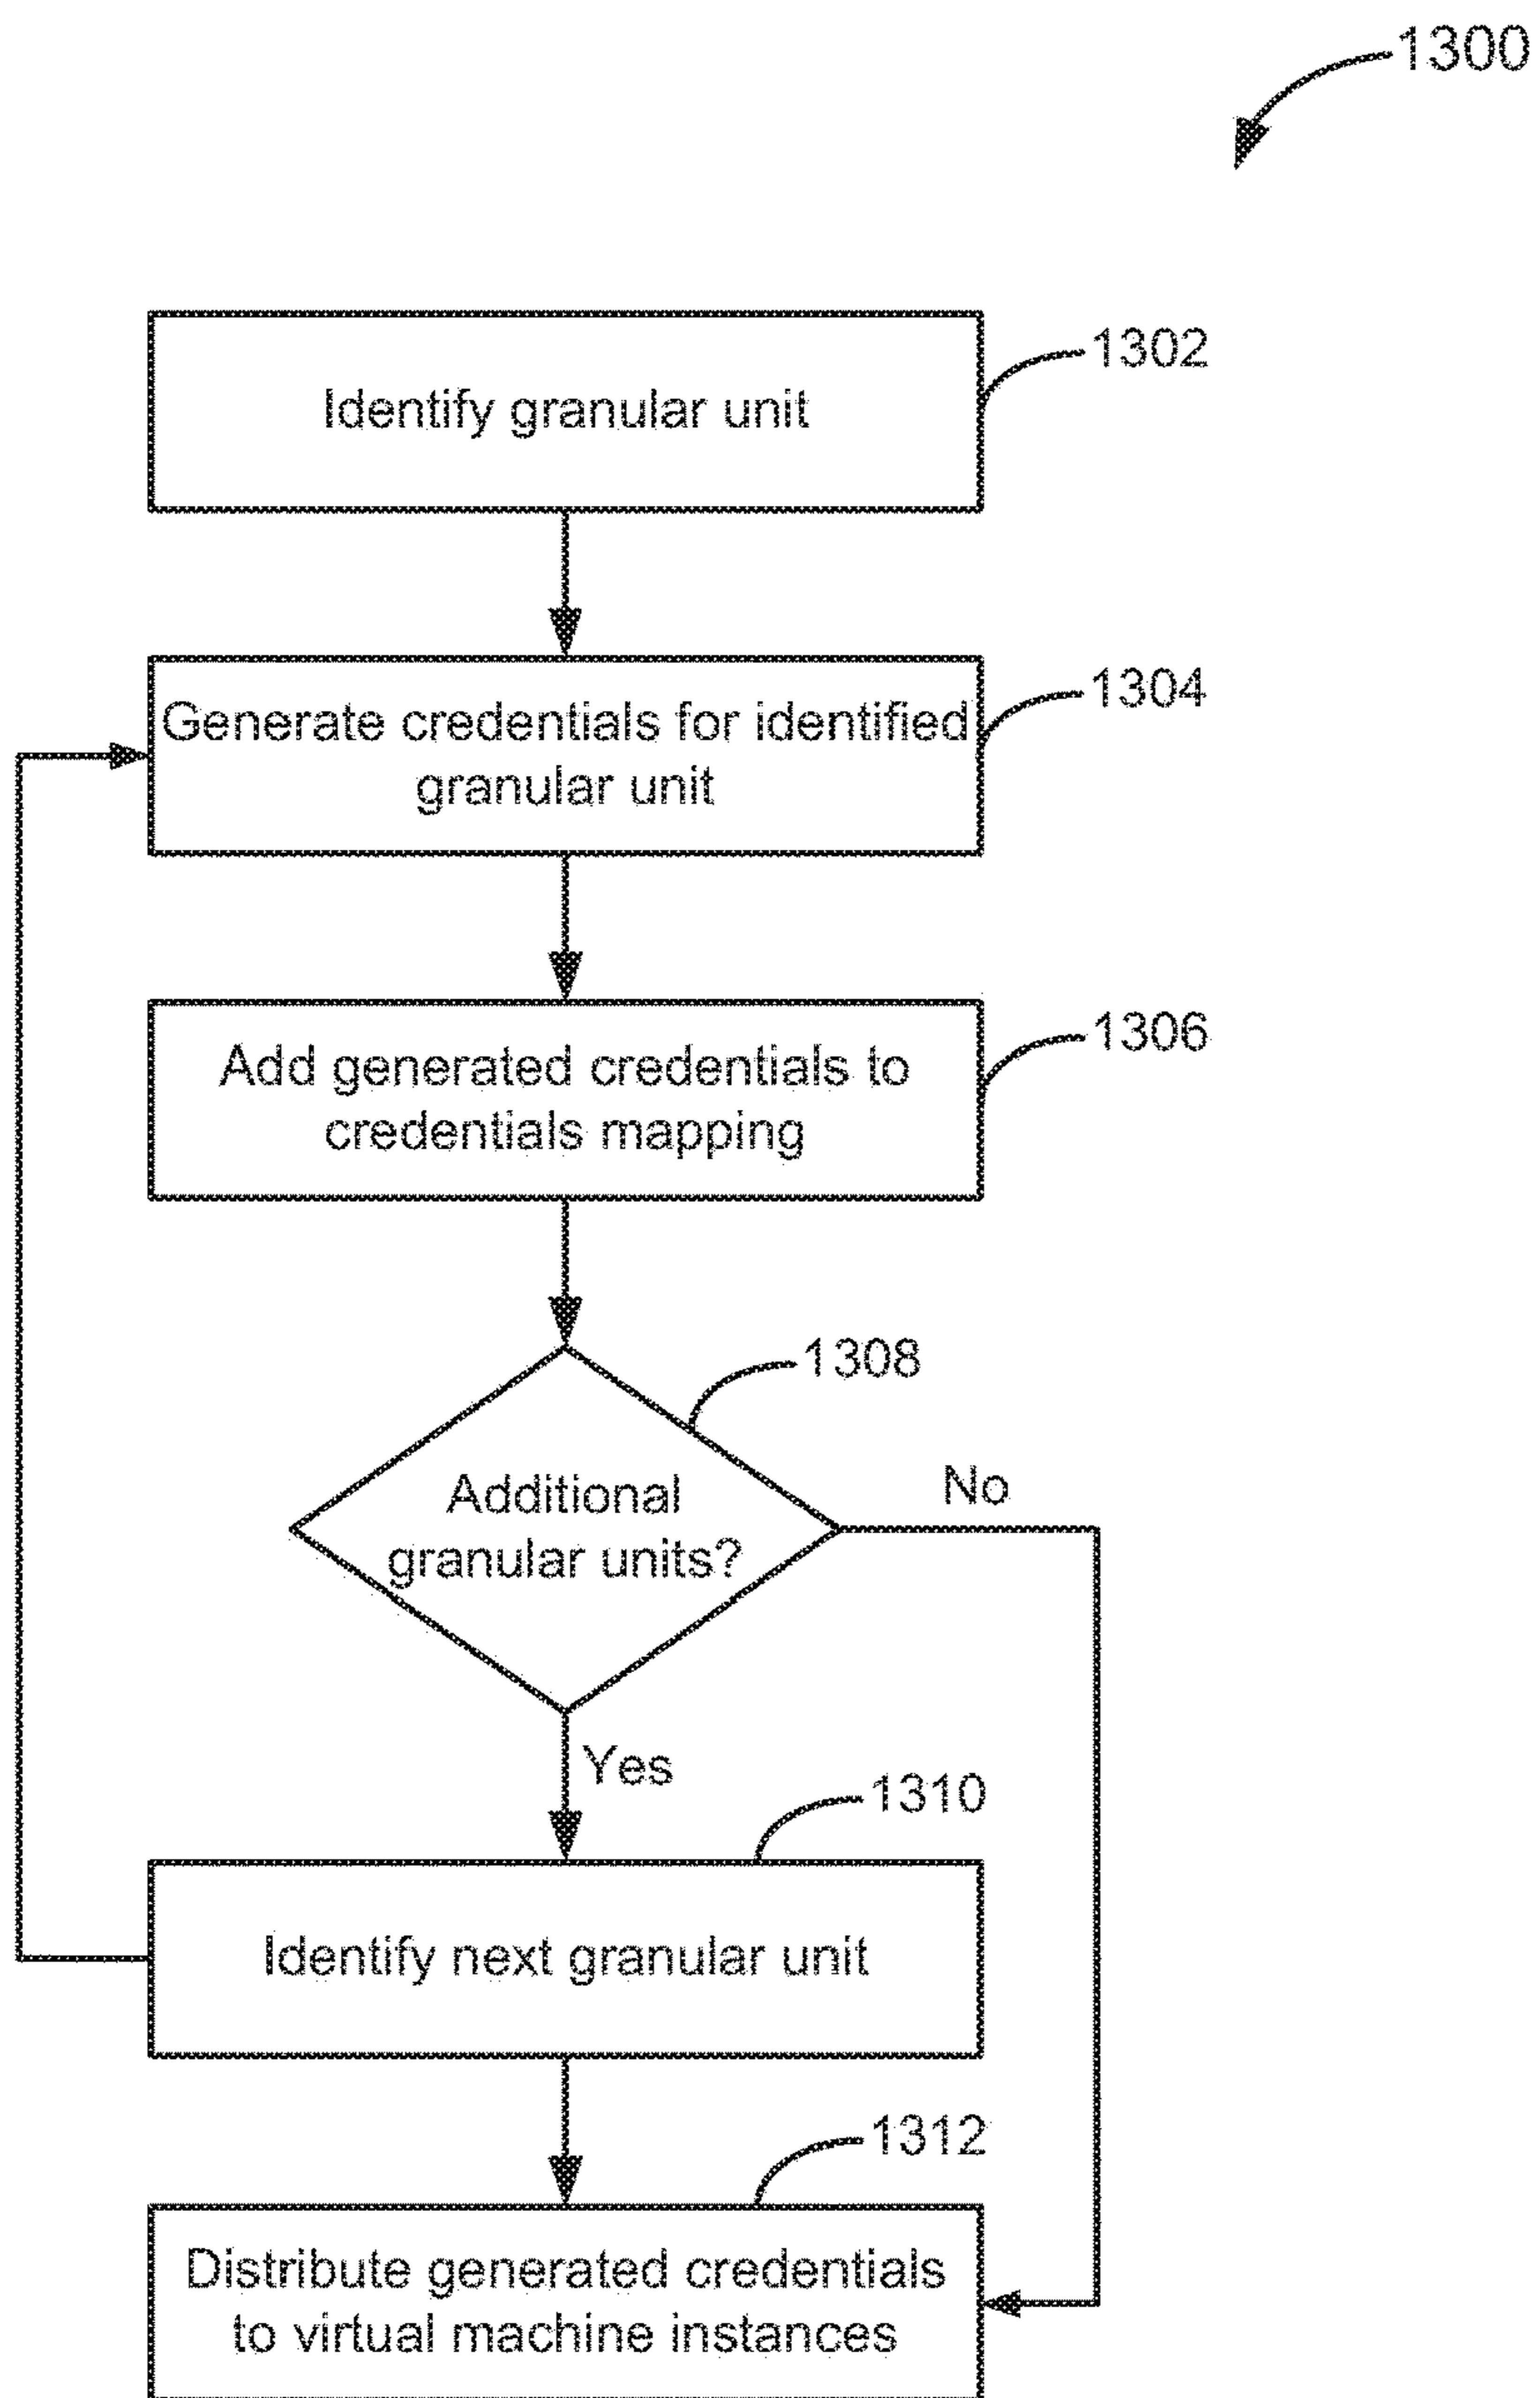 1300
Identify granular unit
1302
Generate credentials for identified
granular unit
1304
Add generated credentials to
credentials mapping
1306
Additional
granular units?
1308
No
Yes
1310
Identify next granular unit
1312
Distribute generated credentials
to virtual machine instances